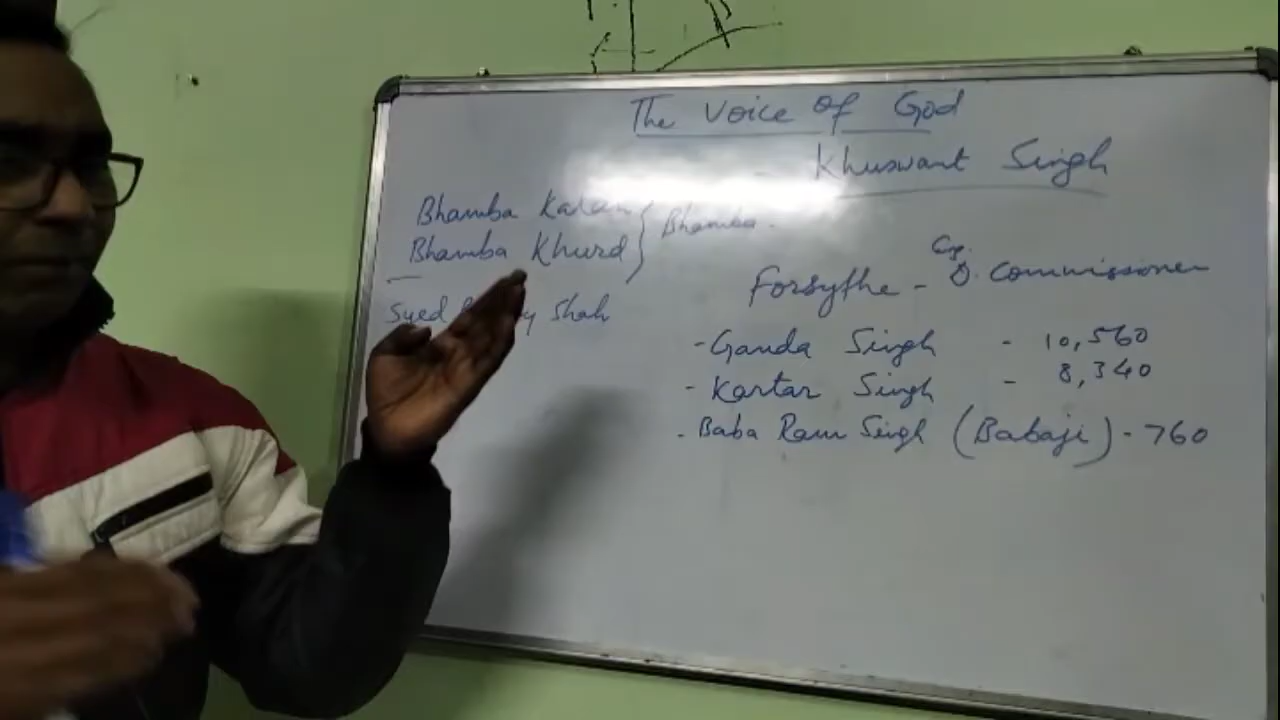 The Voice Of God
Khuswant Singh
Bhamba Kalan
Bhamba Khurd } Bhamba.
Syed Shah
Forsythe - D. Commissioner
- Ganda Singh - 10,560
- Kartar Singh - 8,340
- Baba Ram Singh (Babaji) - 760